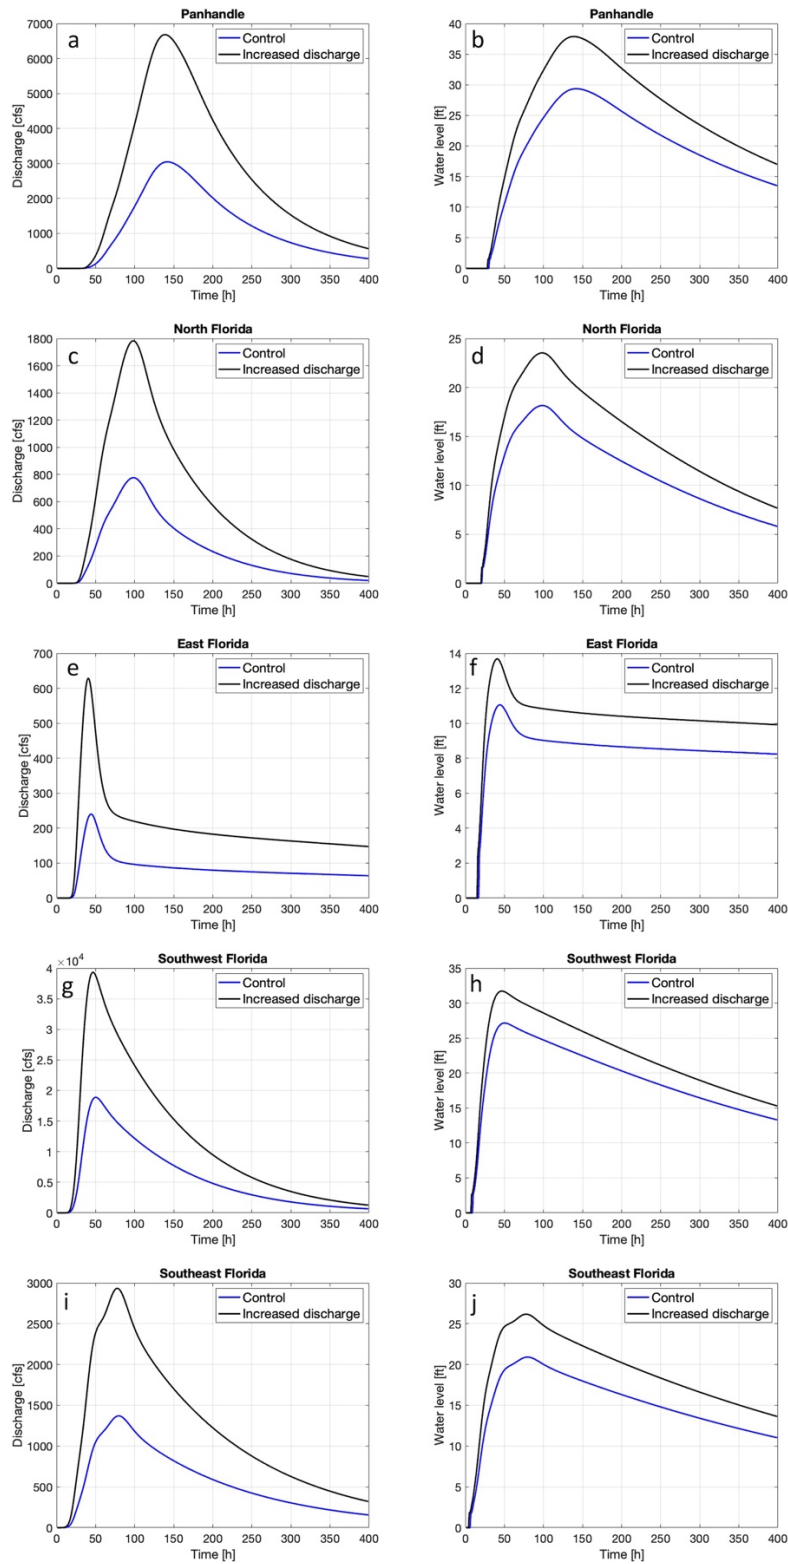 Panhandle
a
Control
Increased discharge
7000
6000
5000
4000
3000
2000
1000
0
Discharge [cfs]
0 50 100 150 200 250 300 350 400
Time [h]
Panhandle
b
Control
Increased discharge
40
35
30
25
20
15
10
5
0
Water level [ft]
0 50 100 150 200 250 300 350 400
Time [h]
North Florida
c
Control
Increased discharge
1800
1600
1400
1200
1000
800
600
400
200
0
Discharge [cfs]
0 50 100 150 200 250 300 350 400
Time [h]
North Florida
d
Control
Increased discharge
25
20
15
10
5
0
Water level [ft]
0 50 100 150 200 250 300 350 400
Time [h]
East Florida
e
Control
Increased discharge
700
600
500
400
300
200
100
0
Discharge [cfs]
0 50 100 150 200 250 300 350 400
Time [h]
East Florida
f
Control
Increased discharge
14
12
10
8
6
4
2
0
Water level [ft]
0 50 100 150 200 250 300 350 400
Time [h]
Southwest Florida
× 10⁴
g
Control
Increased discharge
4
3.5
3
2.5
2
1.5
1
0.5
0
Discharge [cfs]
0 50 100 150 200 250 300 350 400
Time [h]
Southwest Florida
h
Control
Increased discharge
35
30
25
20
15
10
5
0
Water level [ft]
0 50 100 150 200 250 300 350 400
Time [h]
Southeast Florida
i
Control
Increased discharge
3000
2500
2000
1500
1000
500
0
Discharge [cfs]
0 50 100 150 200 250 300 350 400
Time [h]
Southeast Florida
j
Control
Increased discharge
30
25
20
15
10
5
0
Water level [ft]
0 50 100 150 200 250 300 350 400
Time [h]